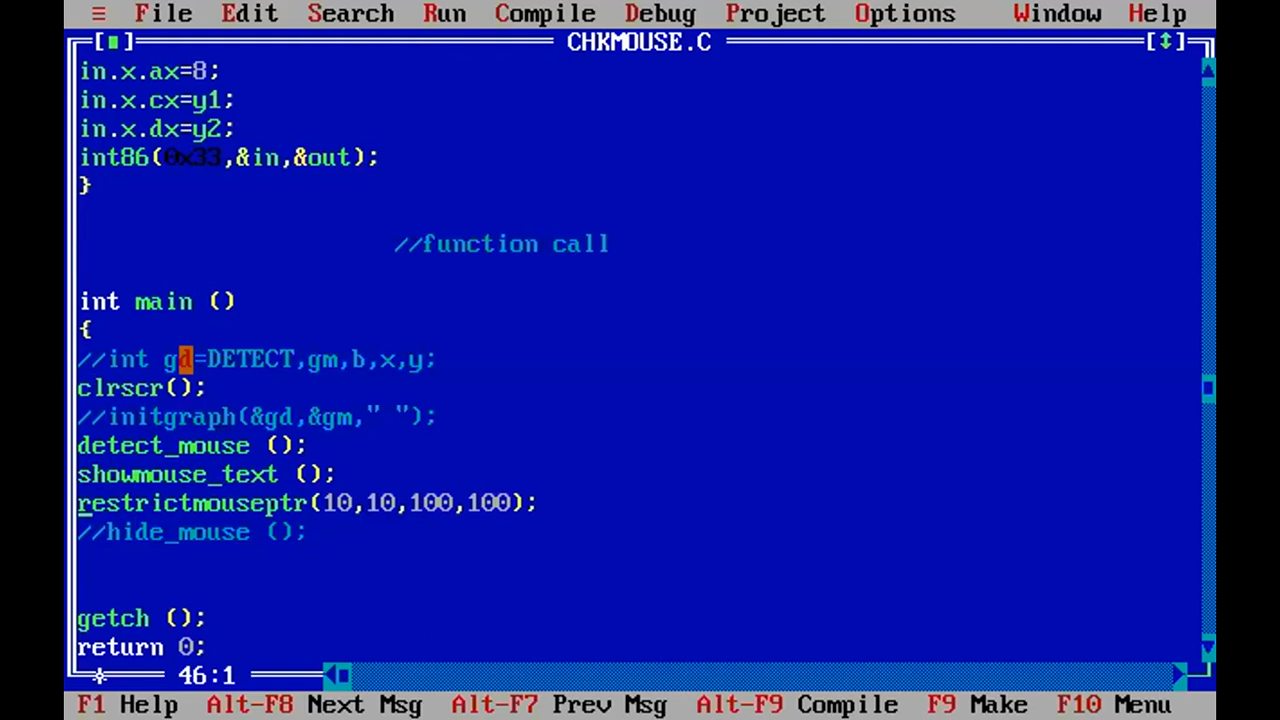 ≡ File Edit Search Run Compile Debug Project Options Window Help
[■] CHKMOUSE.C [↕]
in.x.ax=8;
in.x.cx=y1;
in.x.dx=y2;
int86(0x33,&in,&out);
}
//function call
int main ()
{
//int gd=DETECT,gm,b,x,y;
clrscr();
//initgraph(&gd,&gm," ");
detect_mouse ();
showmouse_text ();
restrictmouseptr(10,10,100,100);
//hide_mouse ();
getch ();
return 0;
46:1
F1 Help Alt-F8 Next Msg Alt-F7 Prev Msg Alt-F9 Compile F9 Make F10 Menu